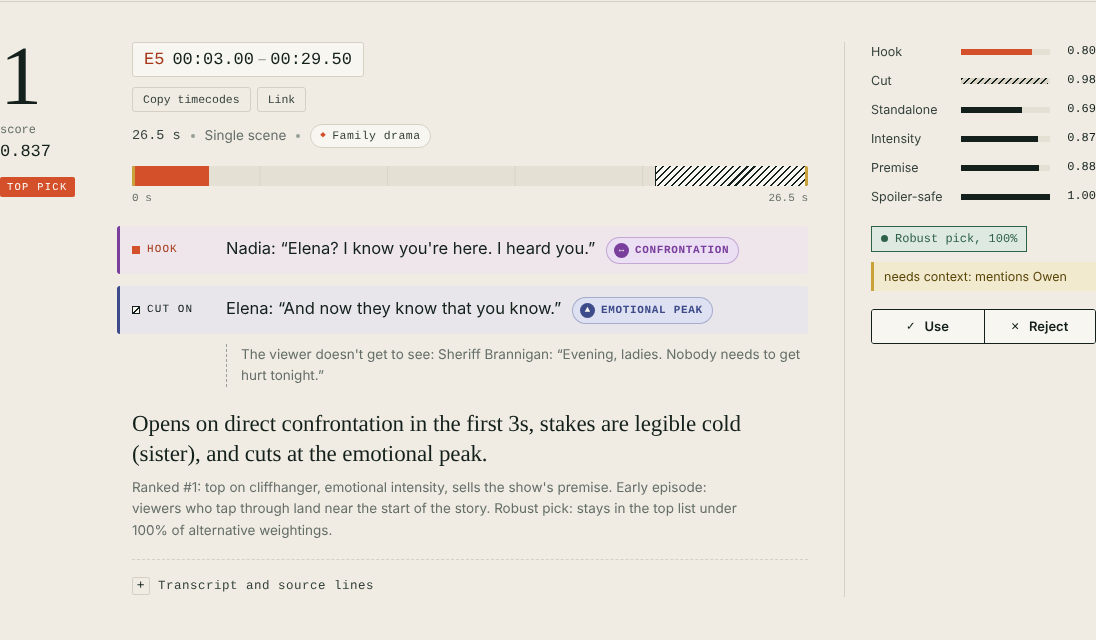 1
score
0.837
TOP PICK
E5 00:03.00 – 00:29.50
Copy timecodes
Link
26.5 s • Single scene • Family drama
0 s
26.5 s
HOOK
Nadia: “Elena? I know you're here. I heard you.”
CONFRONTATION
CUT ON
Elena: “And now they know that you know.”
EMOTIONAL PEAK
The viewer doesn't get to see: Sheriff Brannigan: “Evening, ladies. Nobody needs to get
hurt tonight.”
Opens on direct confrontation in the first 3s, stakes are legible cold
(sister), and cuts at the emotional peak.
Ranked #1: top on cliffhanger, emotional intensity, sells the show's premise. Early episode:
viewers who tap through land near the start of the story. Robust pick: stays in the top list under
100% of alternative weightings.
+ Transcript and source lines
Hook 0.80
Cut 0.98
Standalone 0.69
Intensity 0.87
Premise 0.88
Spoiler-safe 1.00
Robust pick, 100%
needs context: mentions Owen
✓ Use
× Reject